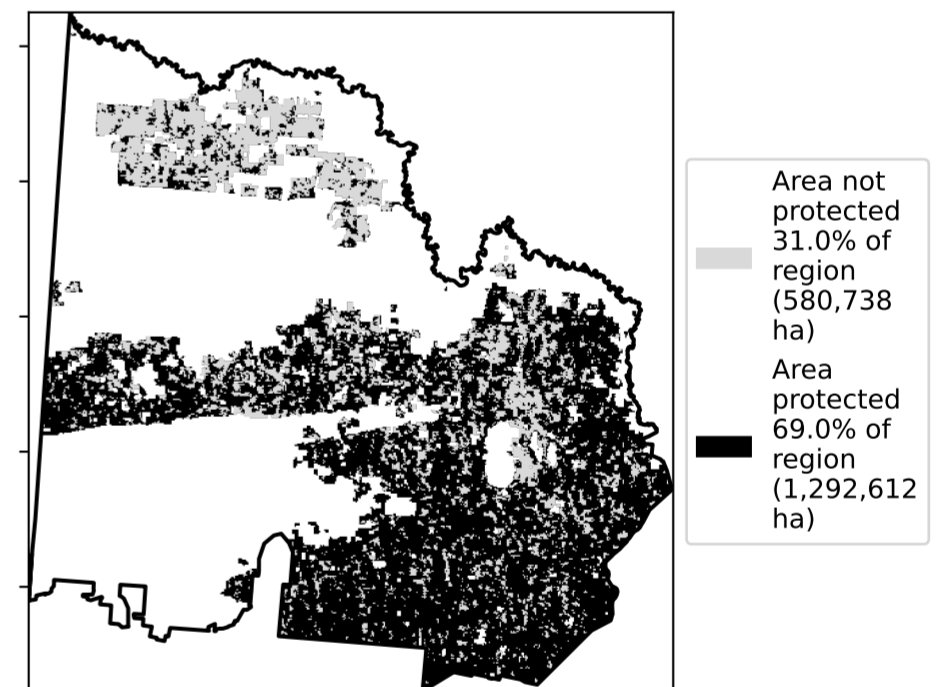 Area not
protected
31.0% of
region
(580,738
ha)
Area
protected
69.0% of
region
(1,292,612
ha)